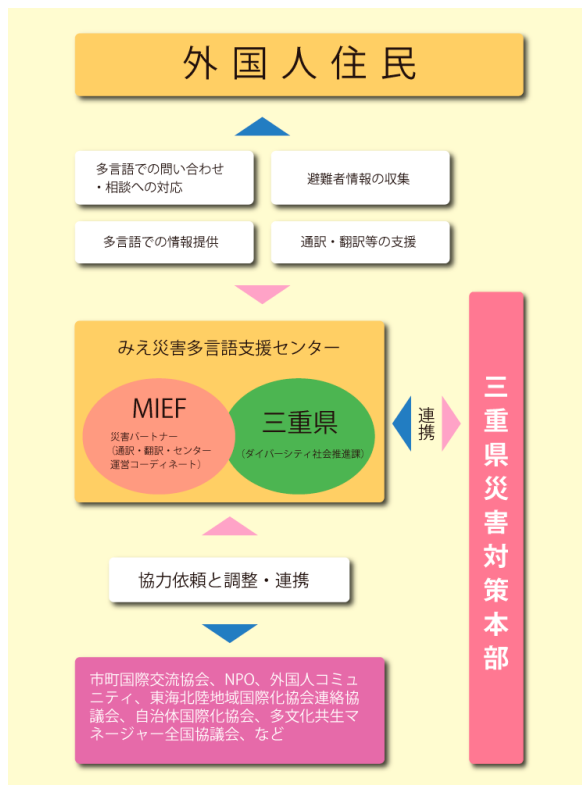 外国人住民
多言語での問い合わせ
・相談への対応
避難者情報の収集
多言語での情報提供
通訳・翻訳等の支援
みえ災害多言語支援センター
MIEF
災害パートナー
（通訳・翻訳・センター
運営コーディネート）
三重県
（ダイバーシティ社会推進課）
連携
三重県災害対策本部
協力依頼と調整・連携
市町国際交流協会、NPO、外国人コミュ
ニティ、東海北陸地域国際化協会連絡協
議会、自治体国際化協会、多文化共生マ
ネージャー全国協議会、など